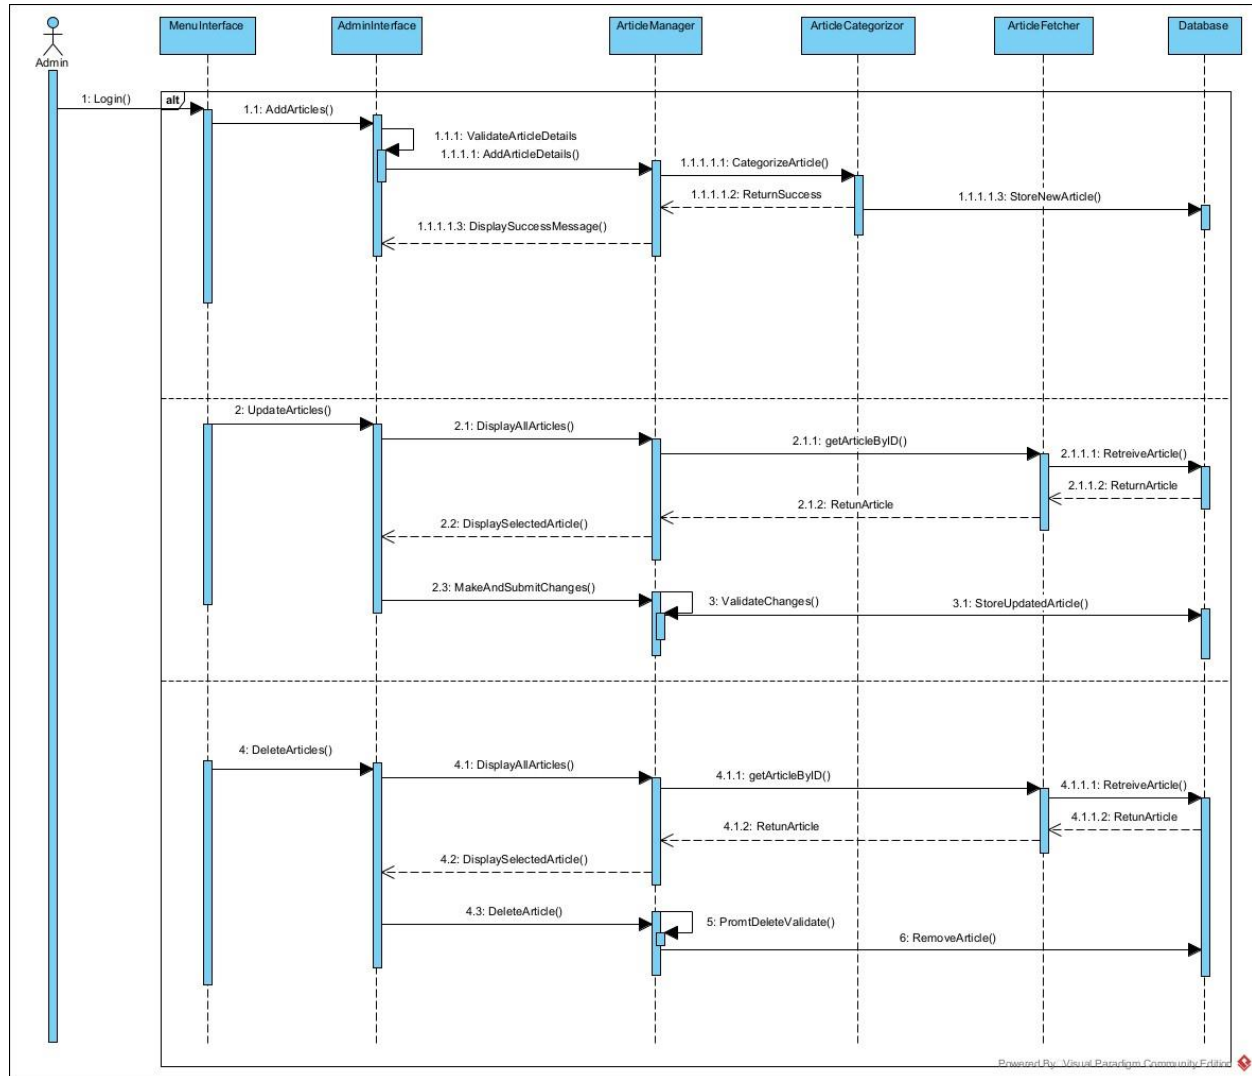 MenuInterface
AdminInterface
ArticleManager
ArticleCategorizor
ArticleFetcher
Database
Admin
1: Login()
alt
1.1: AddArticles()
1.1.1: ValidateArticleDetails
1.1.1.1: AddArticleDetails()
1.1.1.1.1: CategorizeArticle()
1.1.1.1.2: ReturnSuccess
1.1.1.1.3: StoreNewArticle()
1.1.1.1.3: DisplaySuccessMessage()
2: UpdateArticles()
2.1: DisplayAllArticles()
2.1.1: getArticleByID()
2.1.1.1: RetreiveArticle()
2.1.1.2: ReturnArticle
2.1.2: RetunArticle
2.2: DisplaySelectedArticle()
2.3: MakeAndSubmitChanges()
3: ValidateChanges()
3.1: StoreUpdatedArticle()
4: DeleteArticles()
4.1: DisplayAllArticles()
4.1.1: getArticleByID()
4.1.1.1: RetreiveArticle()
4.1.1.2: RetunArticle
4.1.2: RetunArticle
4.2: DisplaySelectedArticle()
4.3: DeleteArticle()
5: PromtDeleteValidate()
6: RemoveArticle()
Powered By Visual Paradigm Community Edition